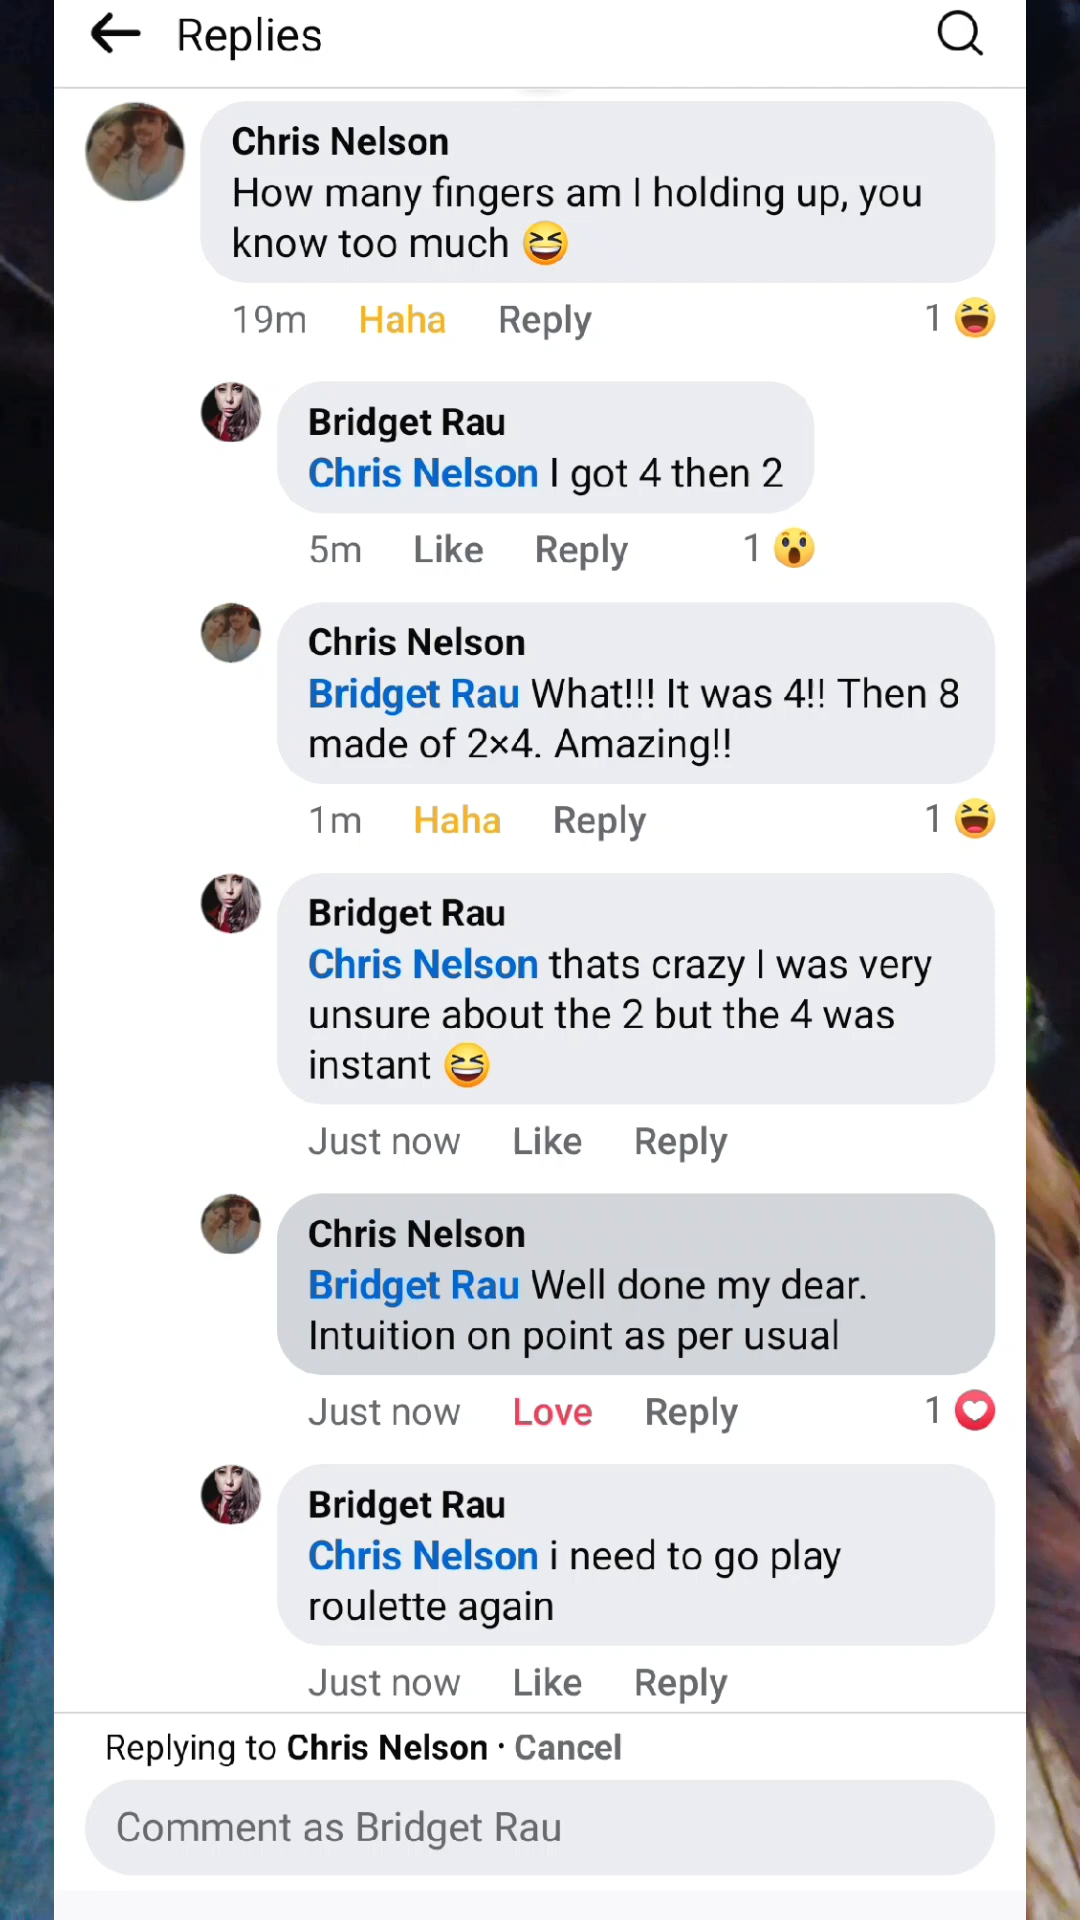 Replies
Chris Nelson
How many fingers am I holding up, you
know too much 😆
19m Haha Reply 1
Bridget Rau
Chris Nelson I got 4 then 2
5m Like Reply 1
Chris Nelson
Bridget Rau What!!! It was 4!! Then 8
made of 2×4. Amazing!!
1m Haha Reply 1
Bridget Rau
Chris Nelson thats crazy I was very
unsure about the 2 but the 4 was
instant 😆
Just now Like Reply
Chris Nelson
Bridget Rau Well done my dear.
Intuition on point as per usual
Just now Love Reply 1
Bridget Rau
Chris Nelson i need to go play
roulette again
Just now Like Reply
Replying to Chris Nelson · Cancel
Comment as Bridget Rau